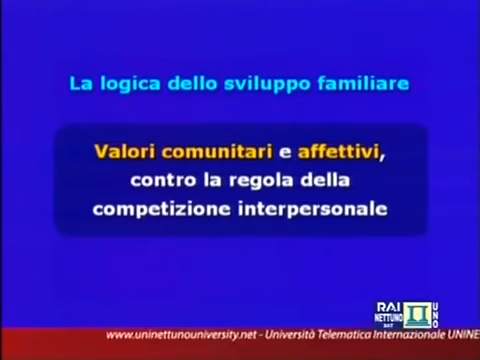 La logica dello sviluppo familiare
Valori comunitari e affettivi,
contro la regola della
competizione interpersonale
RAI
NETTUNO
SAT
UNO
www.uninettunouniversity.net - Università Telematica Internazionale UNINE